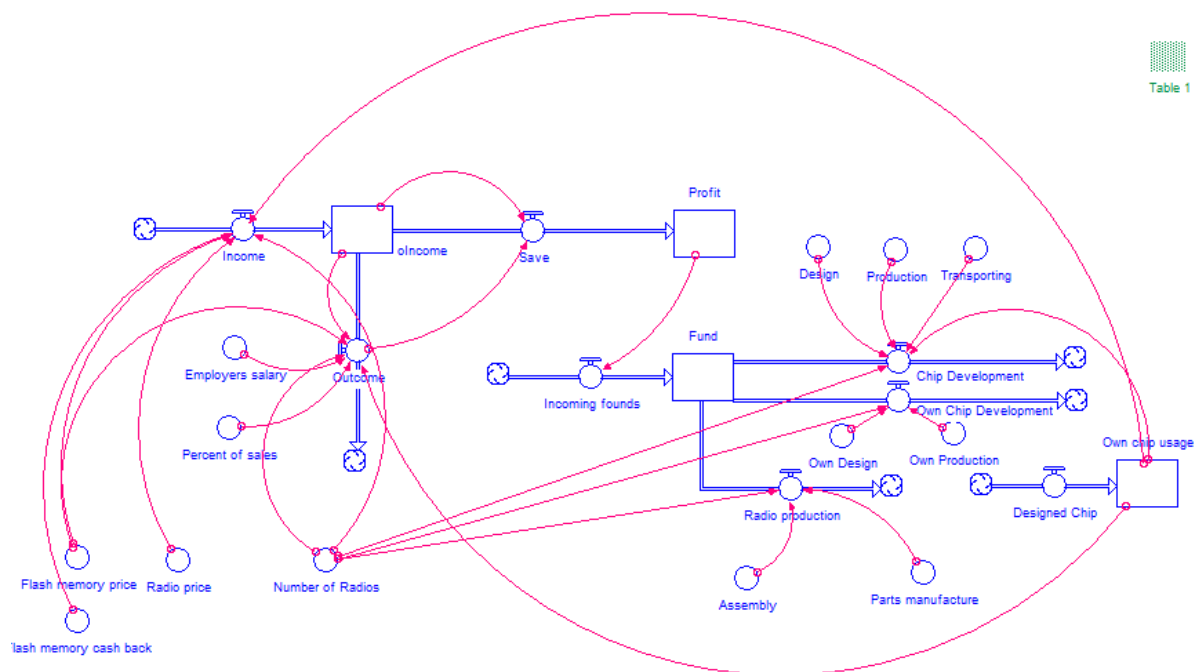 Table 1
Profit
Income
oIncome
Save
Design
Production
Transporting
Fund
Employers salary
Outcome
Incoming founds
Chip Development
Own Chip Development
Percent of sales
Own Design
Own Production
Own chip usage
Radio production
Designed Chip
Flash memory price
Radio price
Number of Radios
Assembly
Parts manufacture
lash memory cash back